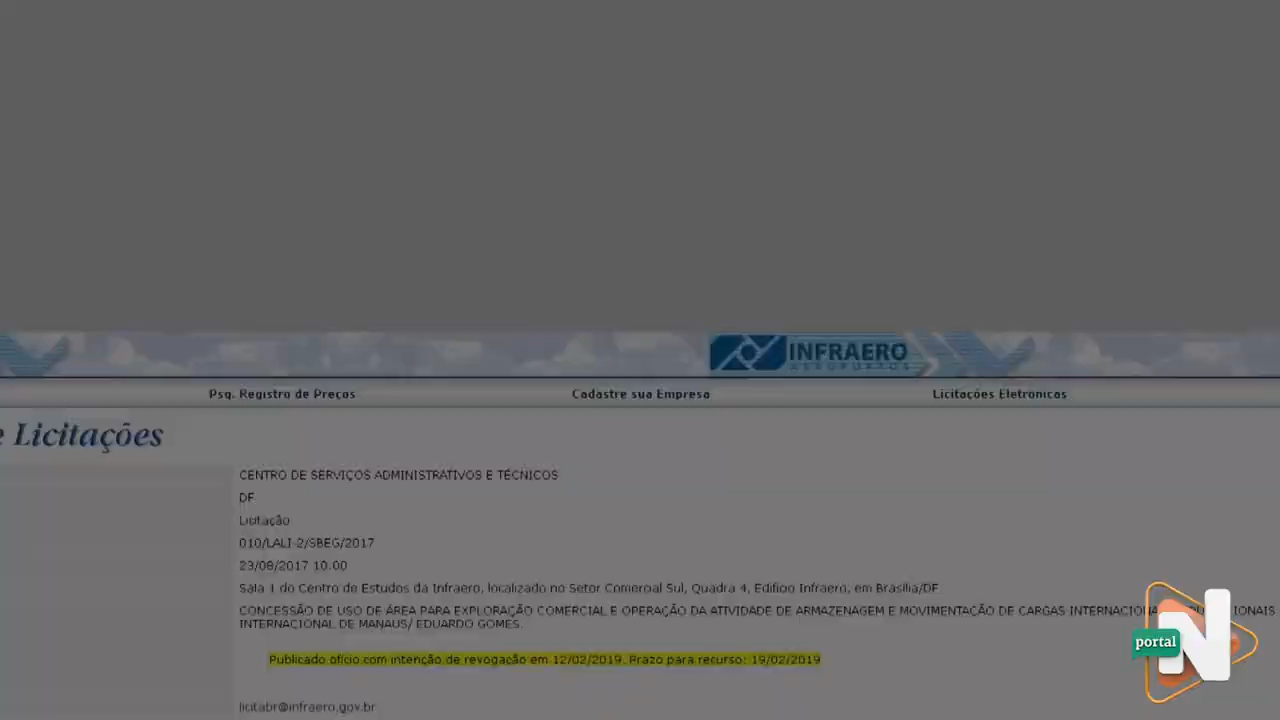 INFRAERO
AEROPORTOS
Psq. Registro de Preços
Cadastre sua Empresa
Licitações Eletrônicas
e Licitações
CENTRO DE SERVIÇOS ADMINISTRATIVOS E TÉCNICOS
DF
Licitação
010/LALI-2/SBEG/2017
23/08/2017 10:00
Sala 1 do Centro de Estudos da Infraero, localizado no Setor Comercial Sul, Quadra 4, Edifício Infraero, em Brasília/DF
CONCESSÃO DE USO DE ÁREA PARA EXPLORAÇÃO COMERCIAL E OPERAÇÃO DA ATIVIDADE DE ARMAZENAGEM E MOVIMENTAÇÃO DE CARGAS
INTERNACIONAL DE MANAUS/ EDUARDO GOMES.
Publicado ofício com intenção de revogação em 12/02/2019. Prazo para recurso: 19/02/2019
licitabr@infraero.gov.br
portal N